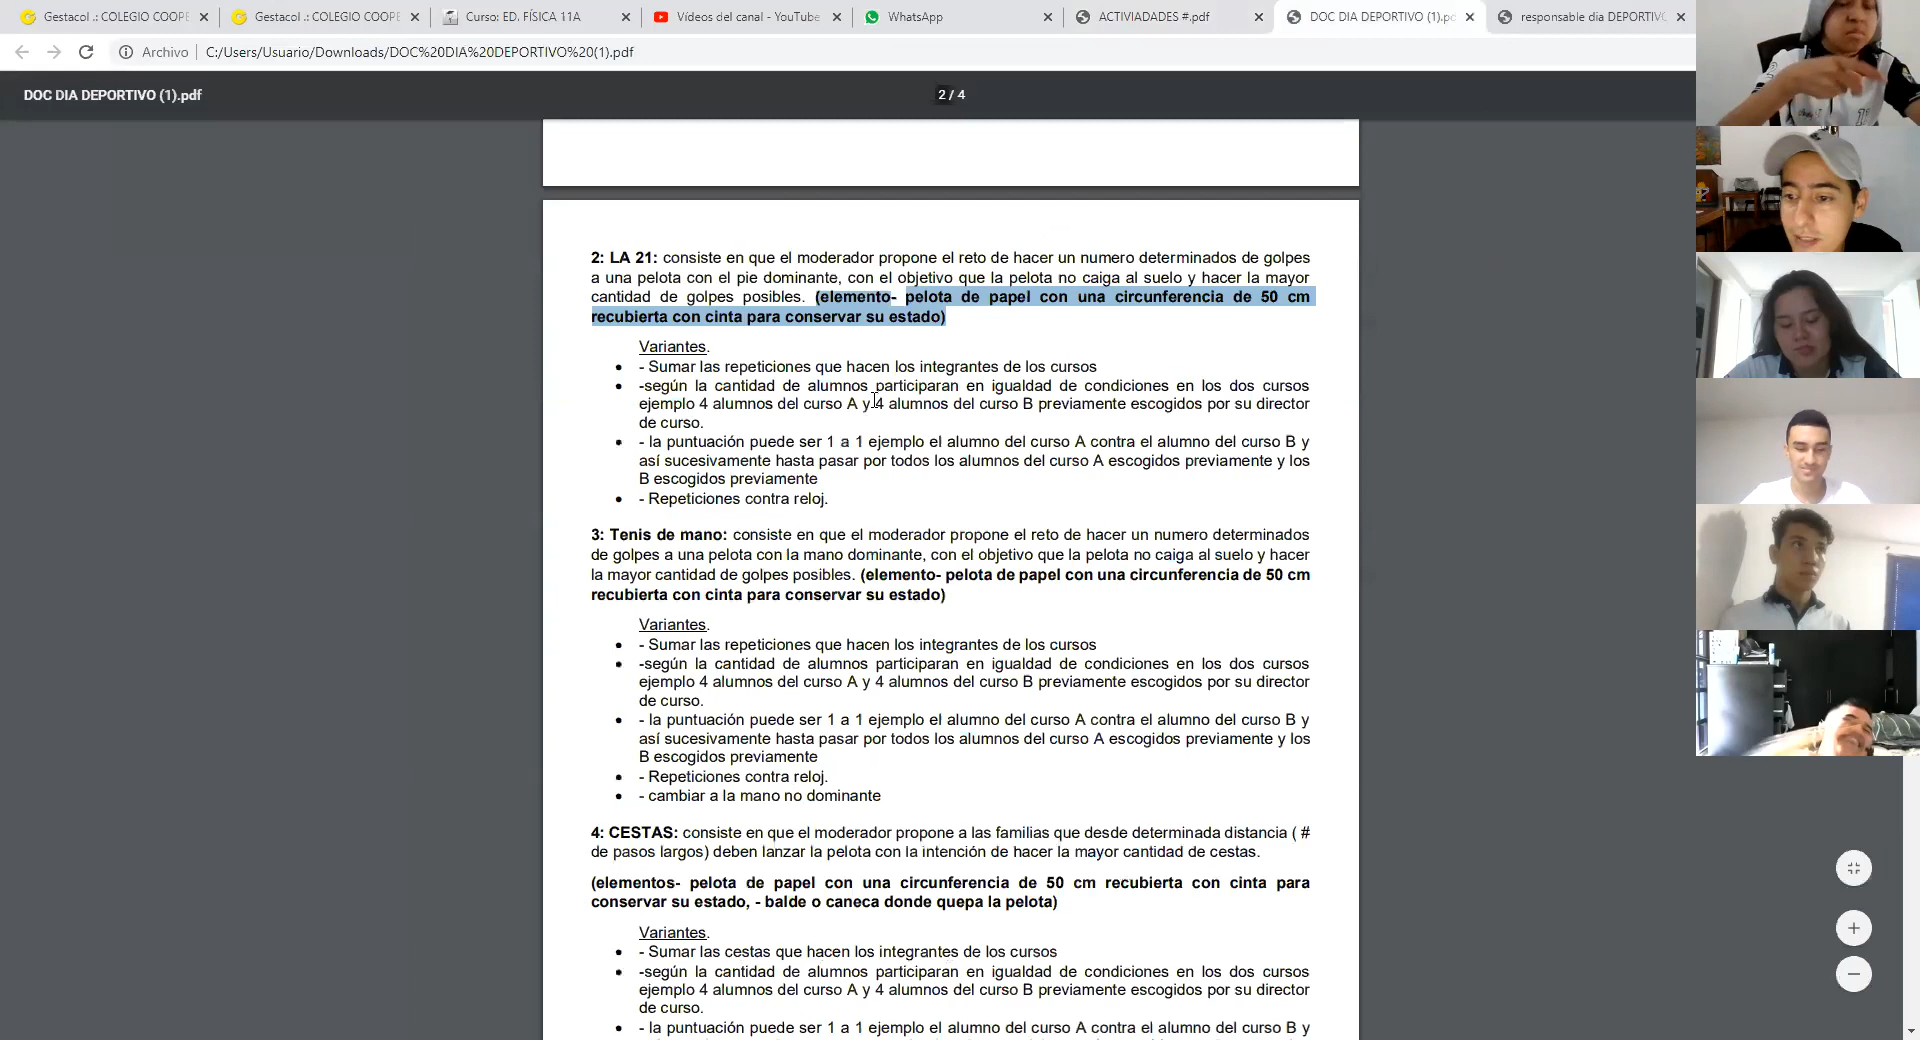 Gestacol .: COLEGIO COOPE
Gestacol .: COLEGIO COOPE
Curso: ED. FÍSICA 11A
Vídeos del canal - YouTube
WhatsApp
ACTIVIADADES #.pdf
DOC DIA DEPORTIVO (1).pd
responsable dia DEPORTIVO
Archivo
C:/Users/Usuario/Downloads/DOC%20DIA%20DEPORTIVO%20(1).pdf
DOC DIA DEPORTIVO (1).pdf
2 / 4
2: LA 21: consiste en que el moderador propone el reto de hacer un numero determinados de golpes
a una pelota con el pie dominante, con el objetivo que la pelota no caiga al suelo y hacer la mayor
cantidad de golpes posibles. (elemento- pelota de papel con una circunferencia de 50 cm
recubierta con cinta para conservar su estado)
Variantes.
• - Sumar las repeticiones que hacen los integrantes de los cursos
• -según la cantidad de alumnos participaran en igualdad de condiciones en los dos cursos
ejemplo 4 alumnos del curso A y 4 alumnos del curso B previamente escogidos por su director
de curso.
• - la puntuación puede ser 1 a 1 ejemplo el alumno del curso A contra el alumno del curso B y
así sucesivamente hasta pasar por todos los alumnos del curso A escogidos previamente y los
B escogidos previamente
• - Repeticiones contra reloj.
3: Tenis de mano: consiste en que el moderador propone el reto de hacer un numero determinados
de golpes a una pelota con la mano dominante, con el objetivo que la pelota no caiga al suelo y hacer
la mayor cantidad de golpes posibles. (elemento- pelota de papel con una circunferencia de 50 cm
recubierta con cinta para conservar su estado)
Variantes.
• - Sumar las repeticiones que hacen los integrantes de los cursos
• -según la cantidad de alumnos participaran en igualdad de condiciones en los dos cursos
ejemplo 4 alumnos del curso A y 4 alumnos del curso B previamente escogidos por su director
de curso.
• - la puntuación puede ser 1 a 1 ejemplo el alumno del curso A contra el alumno del curso B y
así sucesivamente hasta pasar por todos los alumnos del curso A escogidos previamente y los
B escogidos previamente
• - Repeticiones contra reloj.
• - cambiar a la mano no dominante
4: CESTAS: consiste en que el moderador propone a las familias que desde determinada distancia ( #
de pasos largos) deben lanzar la pelota con la intención de hacer la mayor cantidad de cestas.
(elementos- pelota de papel con una circunferencia de 50 cm recubierta con cinta para
conservar su estado, - balde o caneca donde quepa la pelota)
Variantes.
• - Sumar las cestas que hacen los integrantes de los cursos
• -según la cantidad de alumnos participaran en igualdad de condiciones en los dos cursos
ejemplo 4 alumnos del curso A y 4 alumnos del curso B previamente escogidos por su director
de curso.
• - la puntuación puede ser 1 a 1 ejemplo el alumno del curso A contra el alumno del curso B y